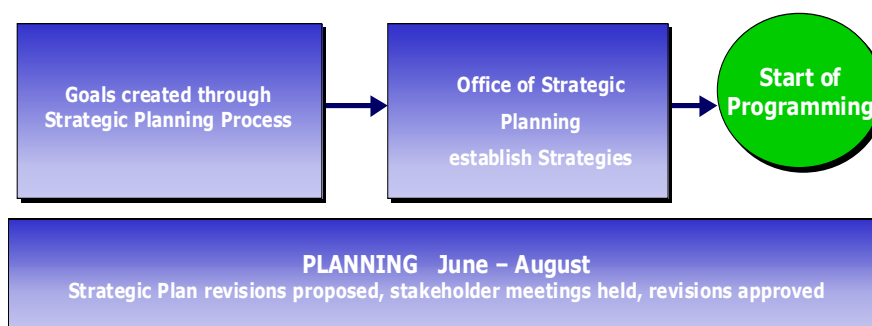 Goals created through
Strategic Planning Process
Office of Strategic
Planning
establish Strategies
Start of
Programming
PLANNING June – August
Strategic Plan revisions proposed, stakeholder meetings held, revisions approved